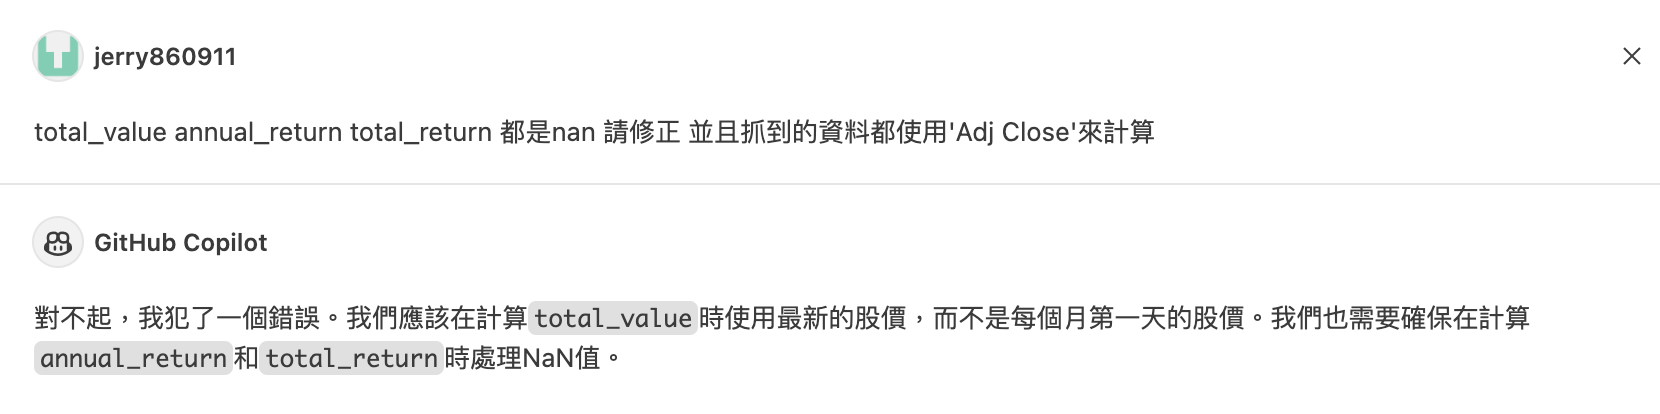 jerry860911
total_value annual_return total_return 都是nan 請修正 並且抓到的資料都使用'Adj Close'來計算
GitHub Copilot
對不起，我犯了一個錯誤。我們應該在計算total_value時使用最新的股價，而不是每個月第一天的股價。我們也需要確保在計算
annual_return和total_return時處理NaN值。